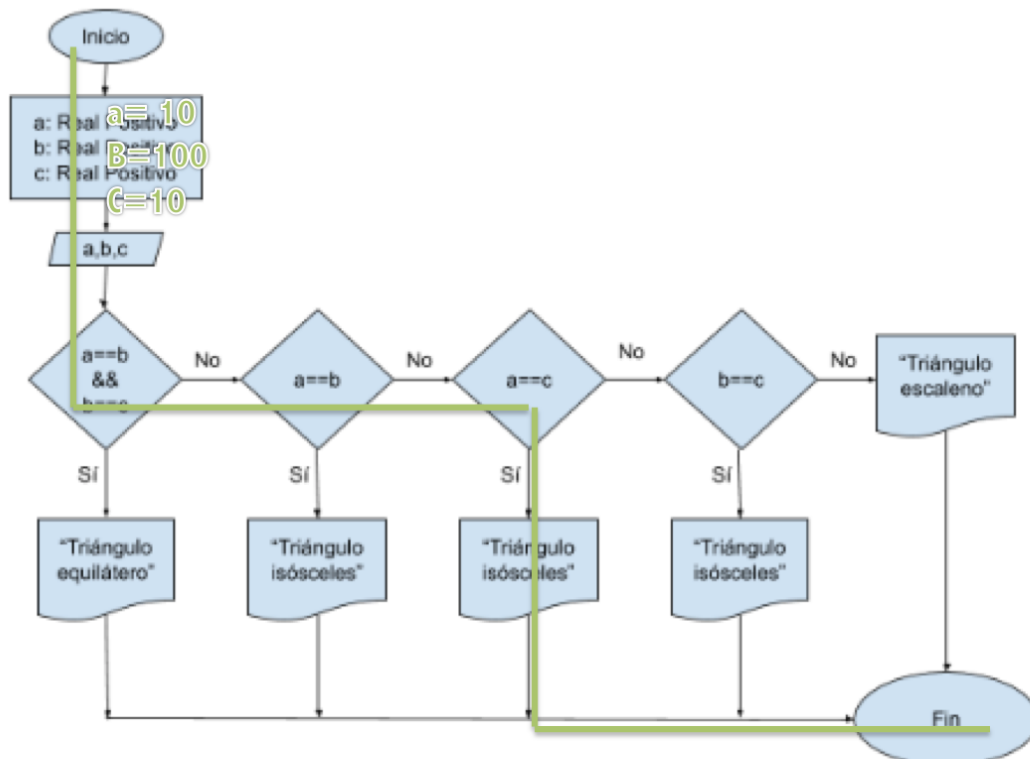 Inicio
a: Real Positivo
b: Real Positivo
c: Real Positivo
a= 10
B=100
C=10
a,b,c
a==b
&&
b==c
No
a==b
No
a==c
No
b==c
No
“Triángulo
escaleno”
Sí
Sí
Sí
Sí
“Triángulo
equilátero”
“Triángulo
isósceles”
“Triángulo
isósceles”
“Triángulo
isósceles”
Fin